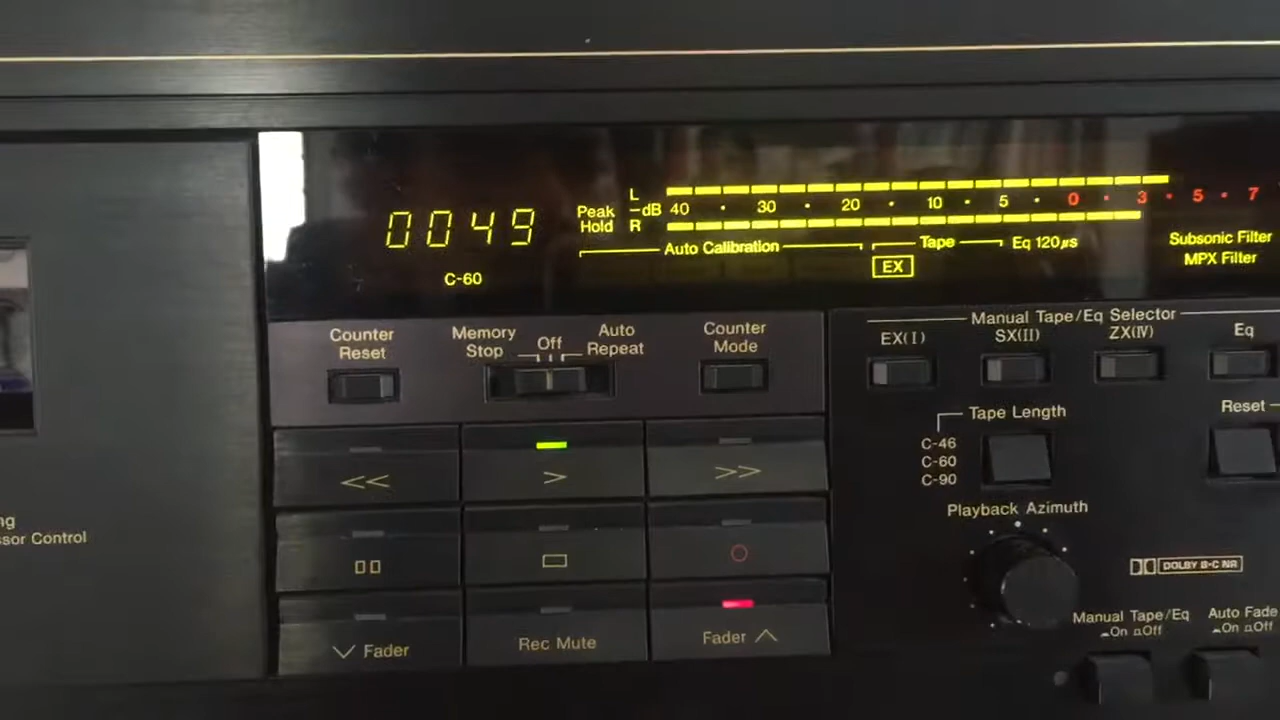 L
Peak
Hold
dB 40 · 30 · 20 · 10 · 5 · 0 · 3 · 5 · 7
R
0049
Auto Calibration
Tape
Eq 120µs
Subsonic Filter
MPX Filter
EX
C-60
Counter
Reset
Memory
Stop
Off
Auto
Repeat
Counter
Mode
Manual Tape/Eq Selector
EX(I)
SX(II)
ZX(IV)
Eq
Tape Length
C-46
C-60
C-90
Reset
<<
>
>>
Playback Azimuth
sor Control
DOLBY B-C NR
Manual Tape/Eq
On Off
Auto Fade
On Off
Fader
Rec Mute
Fader